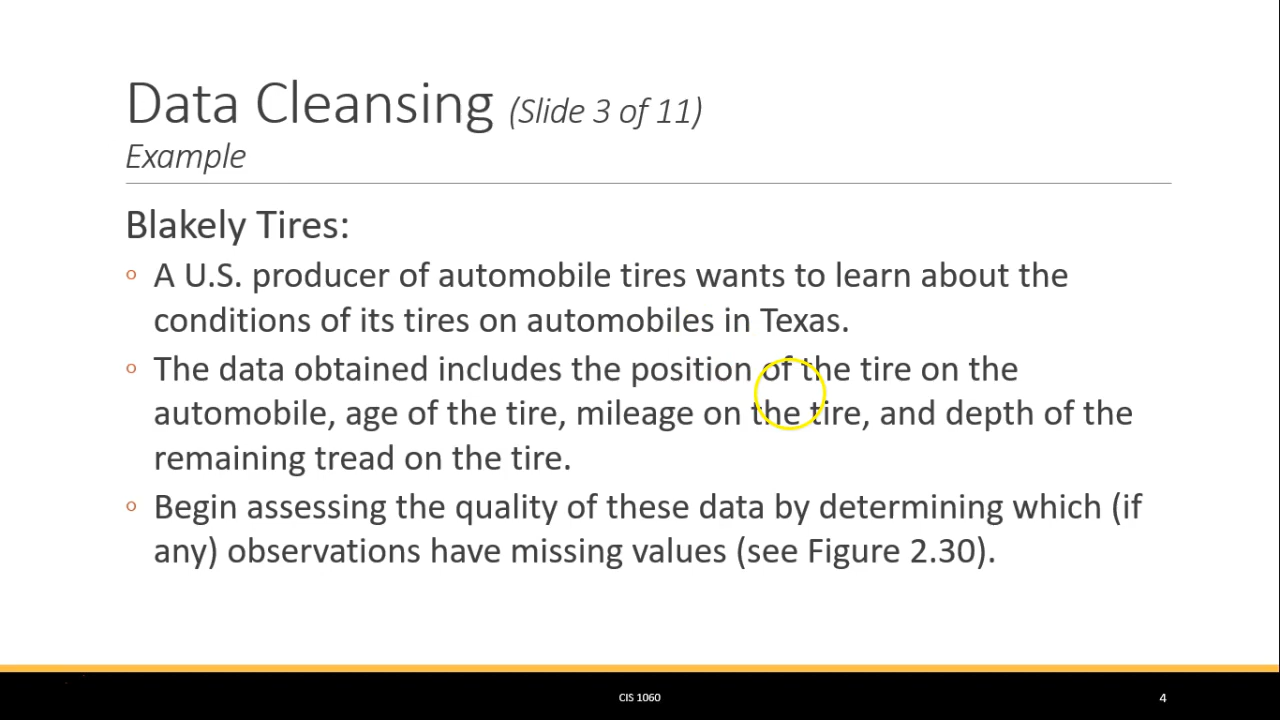 Data Cleansing (Slide 3 of 11)
Example
Blakely Tires:
A U.S. producer of automobile tires wants to learn about the
conditions of its tires on automobiles in Texas.
The data obtained includes the position of the tire on the
automobile, age of the tire, mileage on the tire, and depth of the
remaining tread on the tire.
Begin assessing the quality of these data by determining which (if
any) observations have missing values (see Figure 2.30).
CIS 1060
4